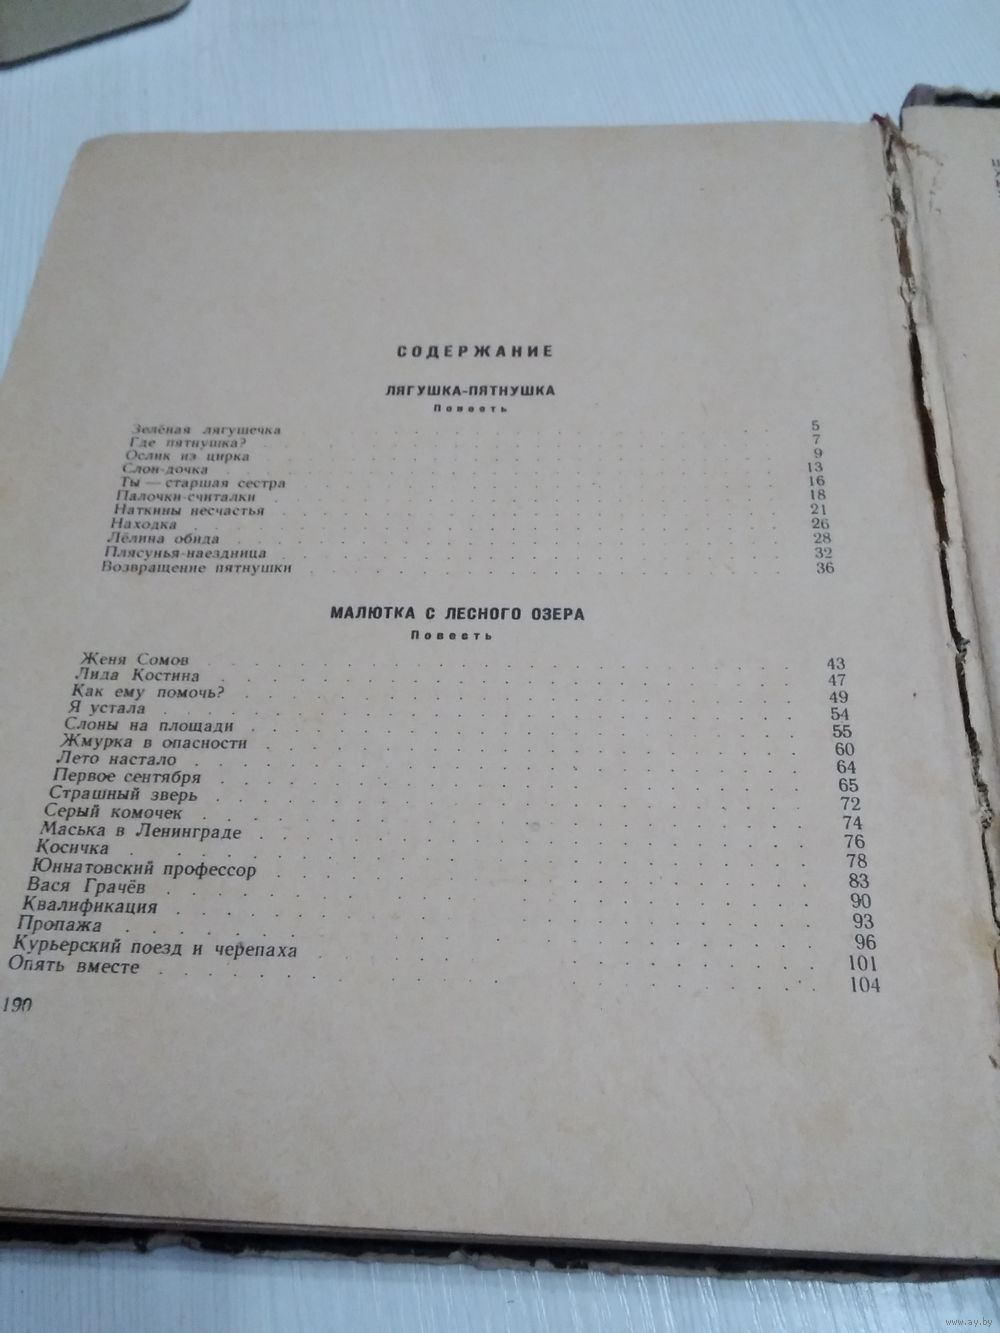 СОДЕРЖАНИЕ
ЛЯГУШКА-ПЯТНУШКА
Повесть
Зелёная лягушечка 5
Где пятнушка? 7
Ослик из цирка 9
Слон-дочка 13
Ты — старшая сестра 16
Палочки-считалки 18
Наткины несчастья 21
Находка 26
Лёлина обида 28
Плясунья-наездница 32
Возвращение пятнушки 36
МАЛЮТКА С ЛЕСНОГО ОЗЕРА
Повесть
Женя Сомов 43
Лида Костина 47
Как ему помочь? 49
Я устала 54
Слоны на площади 55
Жмурка в опасности 60
Лето настало 64
Первое сентября 65
Страшный зверь 72
Серый комочек 74
Маська в Ленинграде 76
Косичка 78
Юннатовский профессор 83
Вася Грачёв 90
Квалификация 93
Пропажа 96
Курьерский поезд и черепаха 101
Опять вместе 104
190
www.ay.by